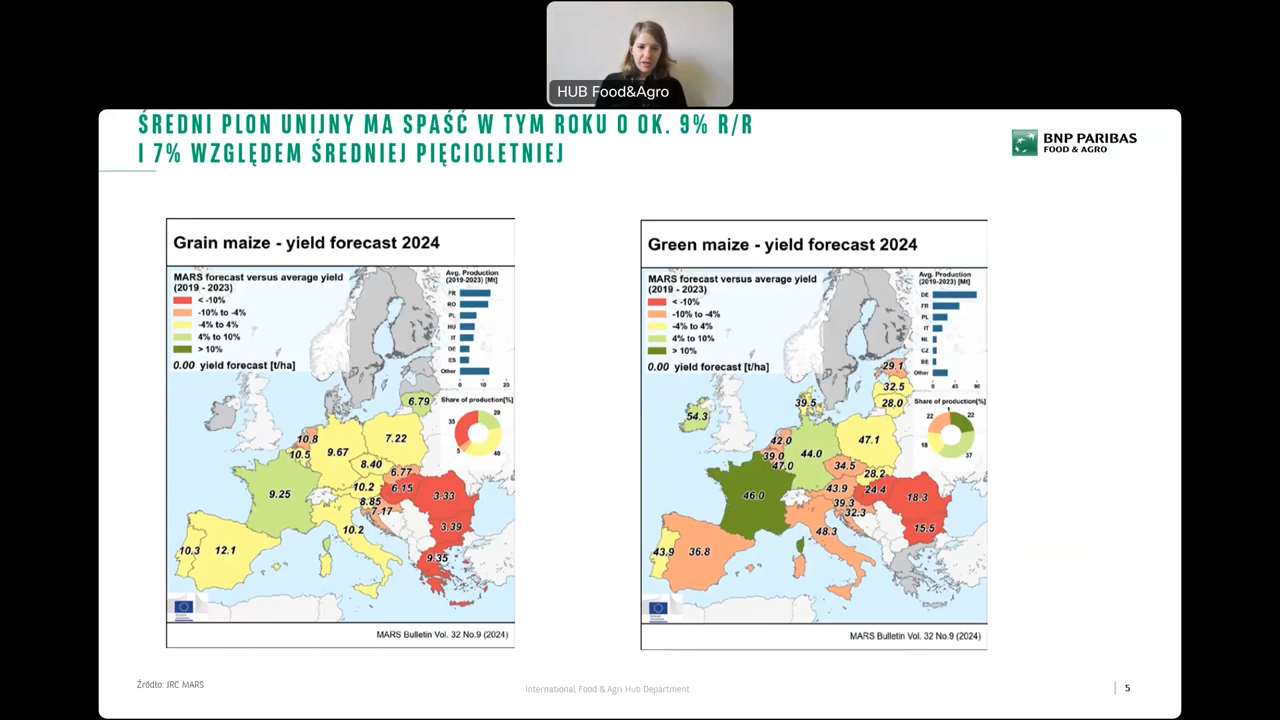 HUB Food&Agro
ŚREDNI PLON UNIJNY MA SPAŚĆ W TYM ROKU O OK. 9% R/R
I 7% WZGLĘDEM ŚREDNIEJ PIĘCIOLETNIEJ
BNP PARIBAS
FOOD & AGRO
Grain maize - yield forecast 2024
MARS forecast versus average yield
(2019 - 2023)
< -10%
-10% to -4%
-4% to 4%
4% to 10%
> 10%
0.00 yield forecast [t/ha]
Avg. Production
(2019-2023) [Mt]
FR
RO
PL
HU
IT
DE
ES
Other
0 10 20
Share of production[%]
20
35
5
40
6.79
10.8
10.5
9.67
7.22
8.40
6.77
10.2
6.15
3.33
9.25
8.85
7.17
10.2
3.39
10.3
12.1
9.35
MARS Bulletin Vol. 32 No.9 (2024)
Green maize - yield forecast 2024
MARS forecast versus average yield
(2019 - 2023)
< -10%
-10% to -4%
-4% to 4%
4% to 10%
> 10%
0.00 yield forecast [t/ha]
Avg. Production
(2019-2023) [Mt]
DE
FR
PL
IT
NL
CZ
BE
Other
0 45 90
Share of production[%]
1
22
22
18
37
29.1
32.5
28.0
39.5
54.3
42.0
39.0
47.0
44.0
47.1
34.5
28.2
43.9
24.4
18.3
46.0
39.3
32.3
48.3
15.5
43.9
36.8
MARS Bulletin Vol. 32 No.9 (2024)
Źródło: JRC MARS
International Food & Agri Hub Department
5